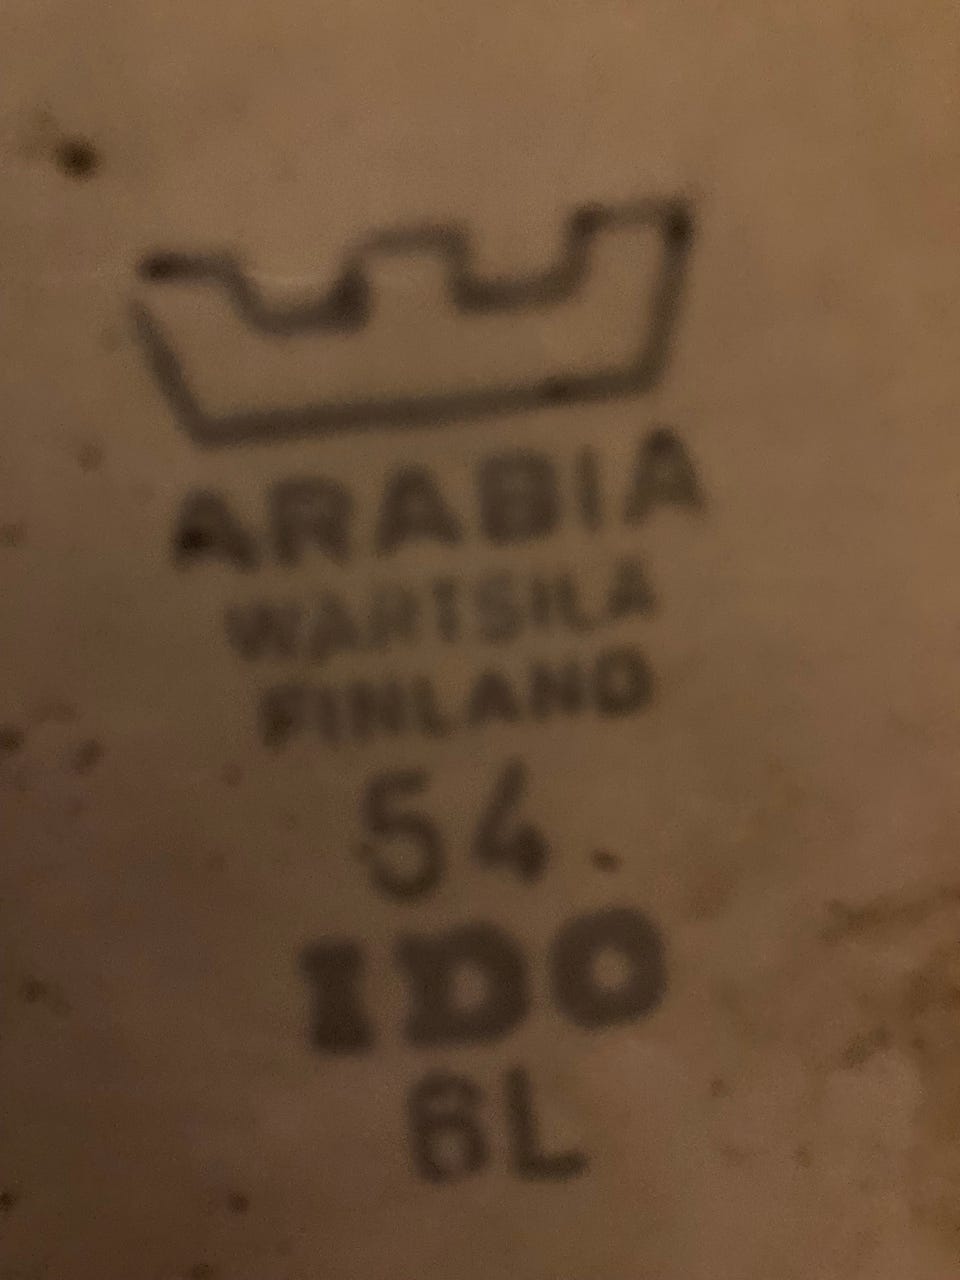 ARABIA
WÄRTSILÄ
FINLAND
54.
IDO
6L